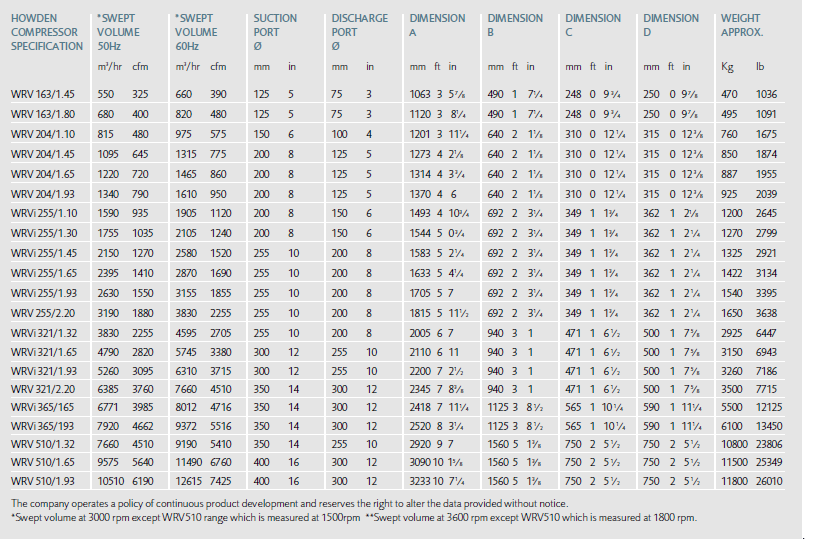 HOWDEN COMPRESSOR SPECIFICATION *SWEPT VOLUME 50Hz *SWEPT VOLUME 60Hz SUCTION PORT Ø DISCHARGE PORT Ø DIMENSION A DIMENSION B DIMENSION C DIMENSION D WEIGHT APPROX.
m³/hr cfm m³/hr cfm mm in mm in mm ft in mm ft in mm ft in mm ft in Kg lb
WRV 163/1.45 550 325 660 390 125 5 75 3 1063 3 5⅞ 490 1 7¼ 248 0 9¾ 250 0 9⅞ 470 1036
WRV 163/1.80 680 400 820 480 125 5 75 3 1120 3 8¼ 490 1 7¼ 248 0 9¾ 250 0 9⅞ 495 1091
WRV 204/1.10 815 480 975 575 150 6 100 4 1201 3 11¼ 640 2 1⅛ 310 0 12¼ 315 0 12⅜ 760 1675
WRV 204/1.45 1095 645 1315 775 200 8 125 5 1273 4 2⅛ 640 2 1⅛ 310 0 12¼ 315 0 12⅜ 850 1874
WRV 204/1.65 1220 720 1465 860 200 8 125 5 1314 4 3¾ 640 2 1⅛ 310 0 12¼ 315 0 12⅜ 887 1955
WRV 204/1.93 1340 790 1610 950 200 8 125 5 1370 4 6 640 2 1⅛ 310 0 12¼ 315 0 12⅜ 925 2039
WRVi 255/1.10 1590 935 1905 1120 200 8 150 6 1493 4 10¾ 692 2 3¼ 349 1 1¾ 362 1 2⅛ 1200 2645
WRVi 255/1.30 1755 1035 2105 1240 200 8 150 6 1544 5 0¾ 692 2 3¼ 349 1 1¾ 362 1 2¼ 1270 2799
WRVi 255/1.45 2150 1270 2580 1520 255 10 200 8 1583 5 2¼ 692 2 3¼ 349 1 1¾ 362 1 2¼ 1325 2921
WRVi 255/1.65 2395 1410 2870 1690 255 10 200 8 1633 5 4¼ 692 2 3¼ 349 1 1¾ 362 1 2¼ 1422 3134
WRVi 255/1.93 2630 1550 3155 1855 255 10 200 8 1705 5 7 692 2 3¼ 349 1 1¾ 362 1 2¼ 1540 3395
WRV 255/2.20 3190 1880 3830 2255 255 10 200 8 1815 5 11½ 692 2 3¼ 349 1 1¾ 362 1 2¼ 1650 3638
WRVi 321/1.32 3830 2255 4595 2705 255 10 200 8 2005 6 7 940 3 1 471 1 6½ 500 1 7⅝ 2925 6447
WRVi 321/1.65 4790 2820 5745 3380 300 12 255 10 2110 6 11 940 3 1 471 1 6½ 500 1 7⅝ 3150 6943
WRVi 321/1.93 5260 3095 6310 3715 300 12 255 10 2200 7 2½ 940 3 1 471 1 6½ 500 1 7⅝ 3260 7186
WRV 321/2.20 6385 3760 7660 4510 350 14 300 12 2345 7 8⅜ 940 3 1 471 1 6½ 500 1 7⅝ 3500 7715
WRVi 365/165 6771 3985 8012 4716 350 14 300 12 2418 7 11¼ 1125 3 8½ 565 1 10¼ 590 1 11¼ 5500 12125
WRVi 365/193 7920 4662 9372 5516 350 14 300 12 2520 8 3¼ 1125 3 8½ 565 1 10¼ 590 1 11¼ 6100 13450
WRV 510/1.32 7660 4510 9190 5410 350 14 255 10 2920 9 7 1560 5 1⅜ 750 2 5½ 750 2 5½ 10800 23806
WRV 510/1.65 9575 5640 11490 6760 400 16 300 12 3090 10 1⅝ 1560 5 1⅜ 750 2 5½ 750 2 5½ 11500 25349
WRV 510/1.93 10510 6190 12615 7425 400 16 300 12 3233 10 7¼ 1560 5 1⅜ 750 2 5½ 750 2 5½ 11800 26010
The company operates a policy of continuous product development and reserves the right to alter the data provided without notice.
*Swept volume at 3000 rpm except WRV510 range which is measured at 1500rpm **Swept volume at 3600 rpm except WRV510 which is measured at 1800 rpm.